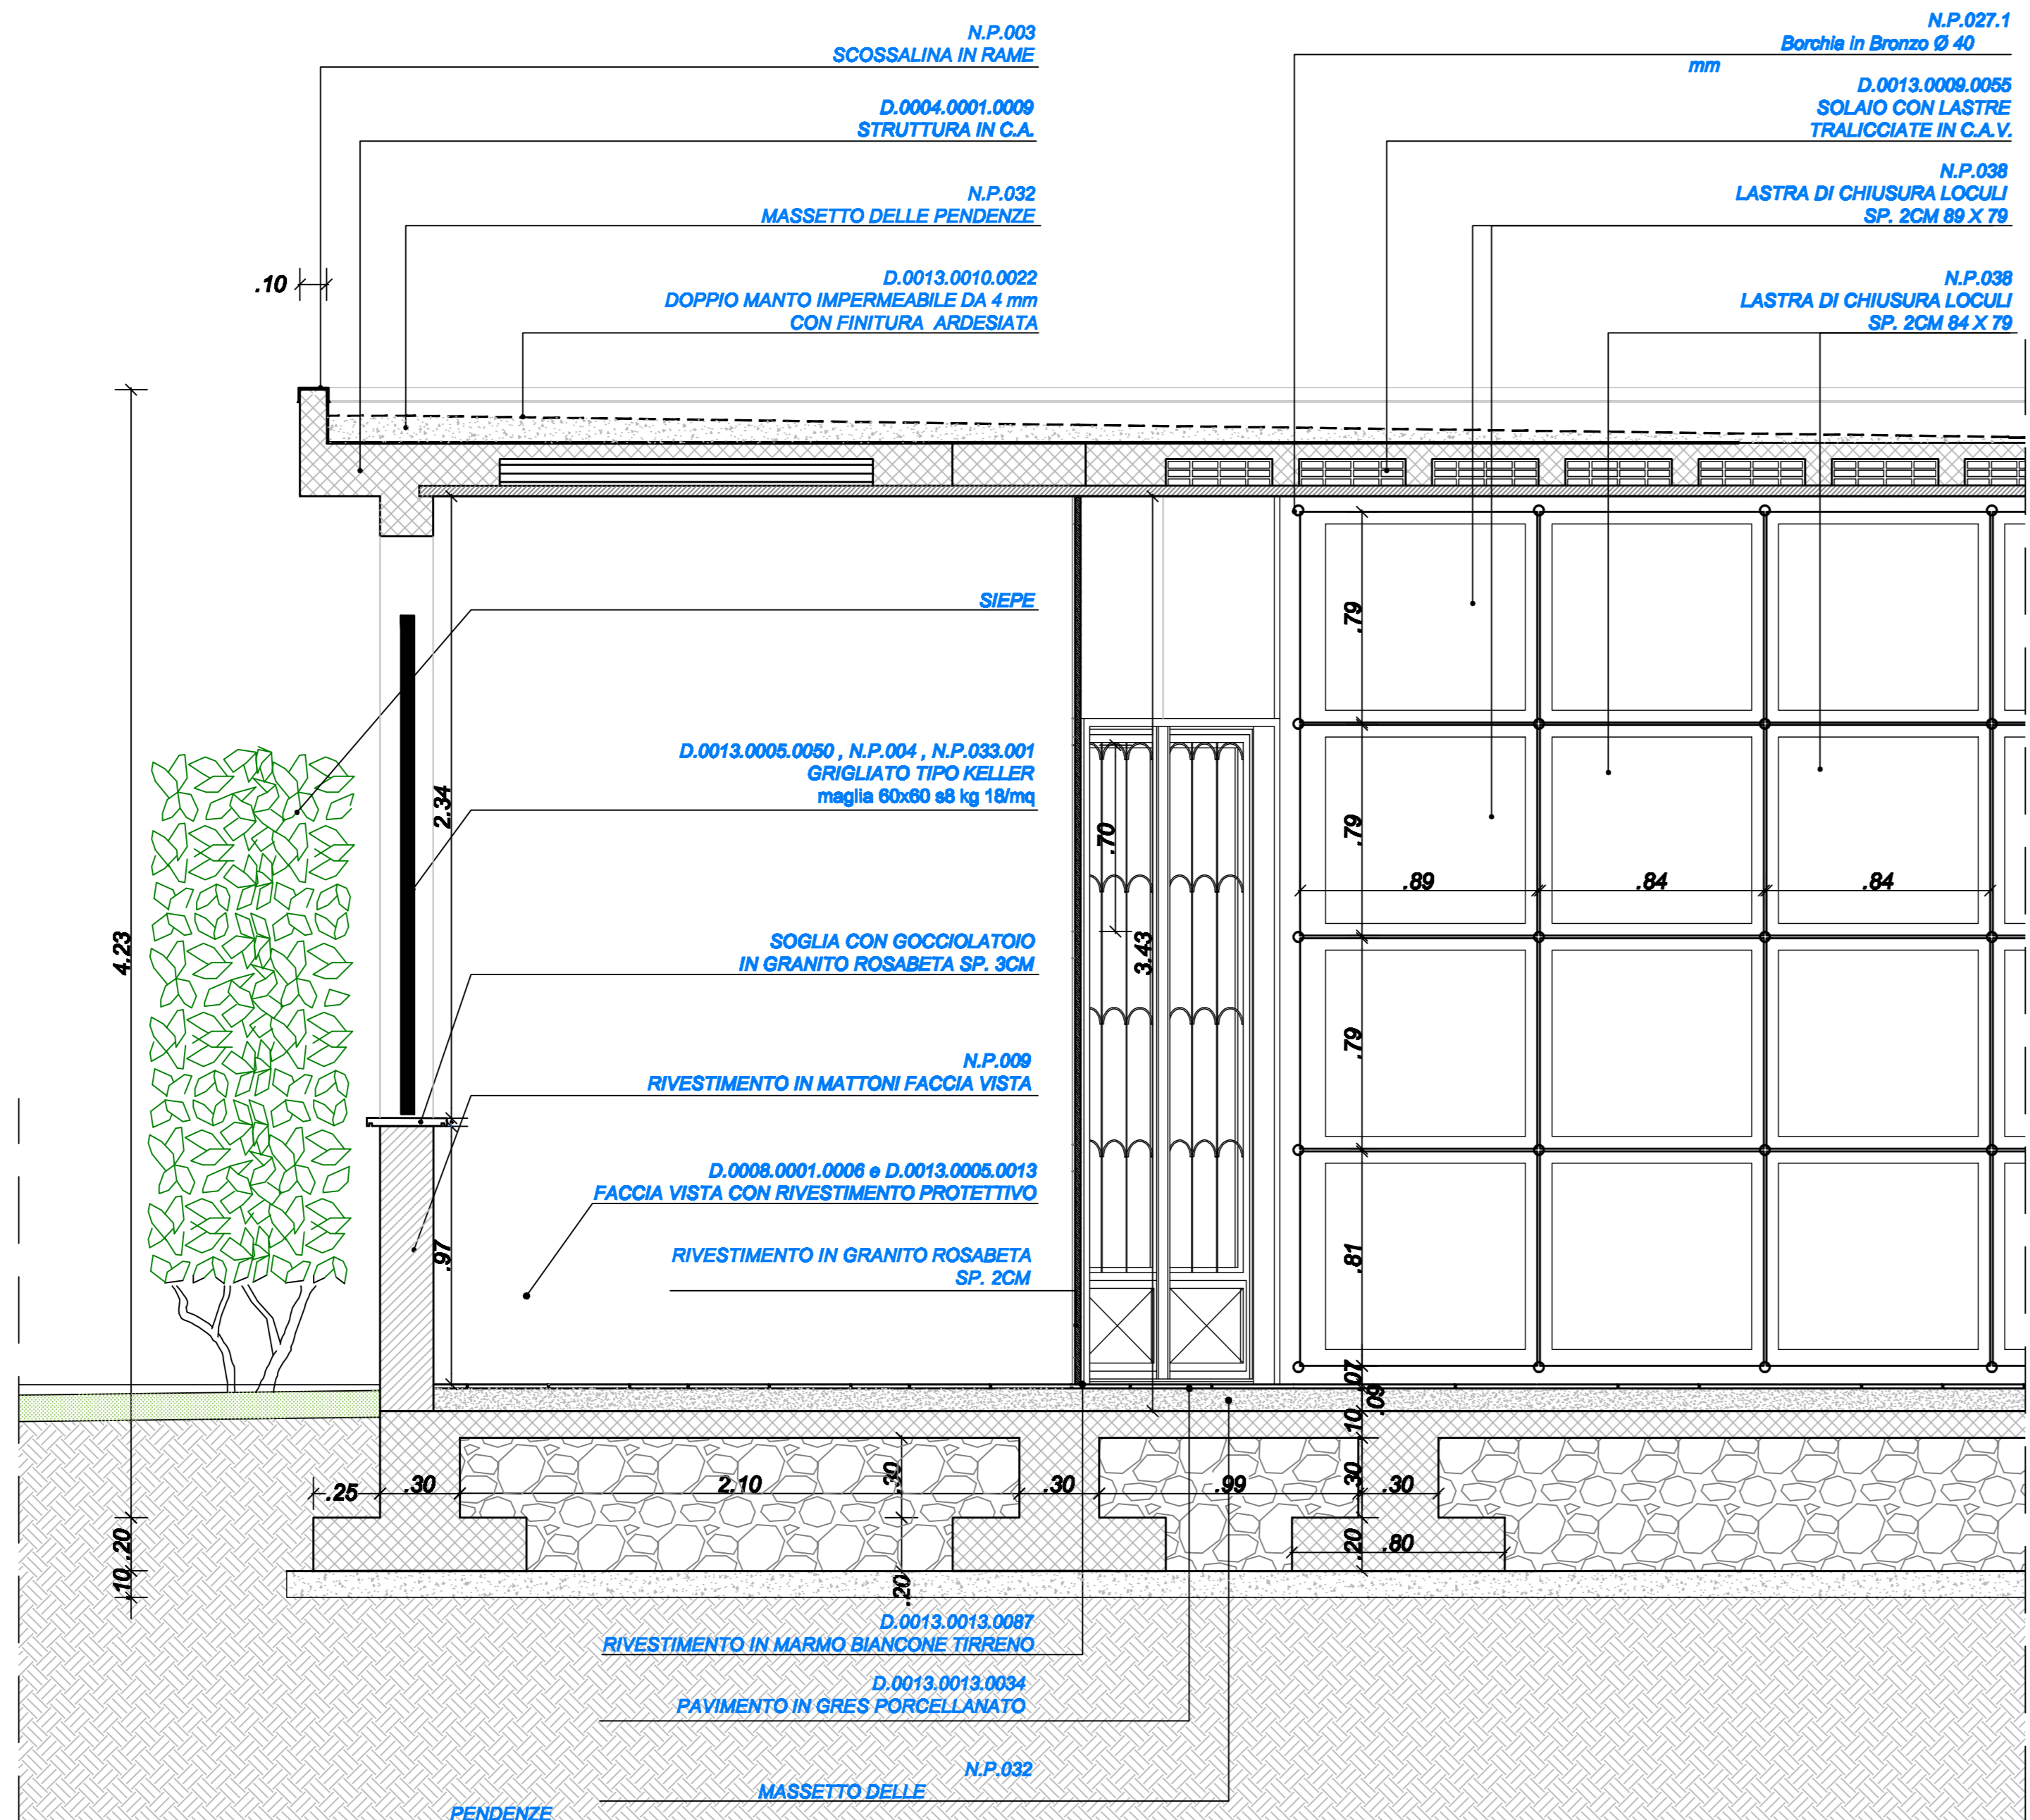 N.P.003
SCOSSALINA IN RAME
D.0004.0001.0009
STRUTTURA IN C.A.
N.P.032
MASSETTO DELLE PENDENZE
D.0013.0010.0022
DOPPIO MANTO IMPERMEABILE DA 4 mm
CON FINITURA ARDESIATA
N.P.027.1
Borchia in Bronzo Ø 40
mm
D.0013.0009.0055
SOLAIO CON LASTRE
TRALICCIATE IN C.A.V.
N.P.038
LASTRA DI CHIUSURA LOCULI
SP. 2CM 89 X 79
N.P.038
LASTRA DI CHIUSURA LOCULI
SP. 2CM 84 X 79
.10
SIEPE
D.0013.0005.0050 , N.P.004 , N.P.033.001
GRIGLIATO TIPO KELLER
maglia 60x60 s8 kg 18/mq
SOGLIA CON GOCCIOLATOIO
IN GRANITO ROSABETA SP. 3CM
N.P.009
RIVESTIMENTO IN MATTONI FACCIA VISTA
D.0008.0001.0006 e D.0013.0005.0013
FACCIA VISTA CON RIVESTIMENTO PROTETTIVO
RIVESTIMENTO IN GRANITO ROSABETA
SP. 2CM
4.23
2.34
.97
.70
3.43
.79
.79
.89
.84
.84
.79
.81
.07
.09
.10
.25
.30
2.10
.30
.30
.99
.30
.30
.20
.10
.20
.20
.80
D.0013.0013.0087
RIVESTIMENTO IN MARMO BIANCONE TIRRENO
D.0013.0013.0034
PAVIMENTO IN GRES PORCELLANATO
N.P.032
MASSETTO DELLE
PENDENZE